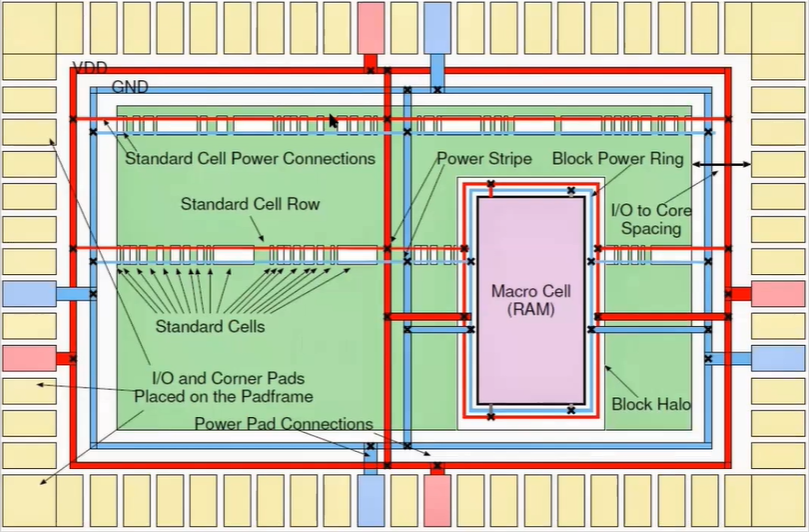 VDD
GND
Standard Cell Power Connections
Power Stripe
Block Power Ring
Standard Cell Row
I/O to Core
Spacing
Macro Cell
(RAM)
Standard Cells
I/O and Corner Pads
Placed on the Padframe
Block Halo
Power Pad Connections